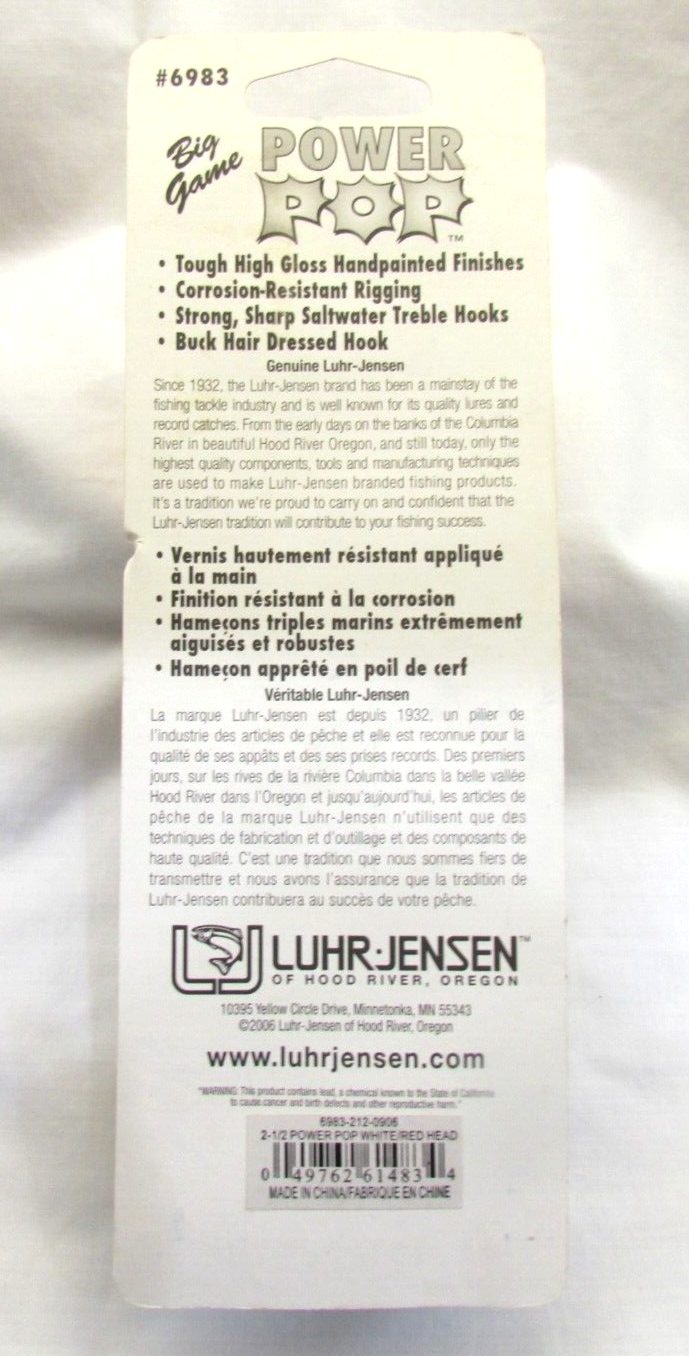 #6983
Big
Game
POWER
POP™
• Tough High Gloss Handpainted Finishes
• Corrosion-Resistant Rigging
• Strong, Sharp Saltwater Treble Hooks
• Buck Hair Dressed Hook
Genuine Luhr-Jensen
Since 1932, the Luhr-Jensen brand has been a mainstay of the
fishing tackle industry and is well known for its quality lures and
record catches. From the early days on the banks of the Columbia
River in beautiful Hood River Oregon, and still today, only the
highest quality components, tools and manufacturing techniques
are used to make Luhr-Jensen branded fishing products.
It's a tradition we're proud to carry on and confident that the
Luhr-Jensen tradition will contribute to your fishing success.
• Vernis hautement résistant appliqué
à la main
• Finition résistant à la corrosion
• Hameçons triples marins extrêmement
aiguisés et robustes
• Hameçon apprêté en poil de cerf
Véritable Luhr-Jensen
La marque Luhr-Jensen est depuis 1932, un pilier de
l'industrie des articles de pêche et elle est reconnue pour la
qualité de ses appâts et des ses prises records. Des premiers
jours, sur les rives de la rivière Columbia dans la belle vallée
Hood River dans l'Oregon et jusqu'aujourd'hui, les articles de
pêche de la marque Luhr-Jensen n'utilisent que des
techniques de fabrication et d'outillage et des composants de
haute qualité. C'est une tradition que nous sommes fiers de
transmettre et nous avons l'assurance que la tradition de
Luhr-Jensen contribuera au succès de votre pêche.
LUHR·JENSEN™
OF HOOD RIVER, OREGON
10395 Yellow Circle Drive, Minnetonka, MN 55343
©2006 Luhr-Jensen of Hood River, Oregon
www.luhrjensen.com
"WARNING: This product contains lead, a chemical known to the State of California
to cause cancer and birth defects and other reproductive harm."
6983-212-0906
2-1/2 POWER POP WHITE/RED HEAD
0 49762 61483 4
MADE IN CHINA/FABRIQUE EN CHINE